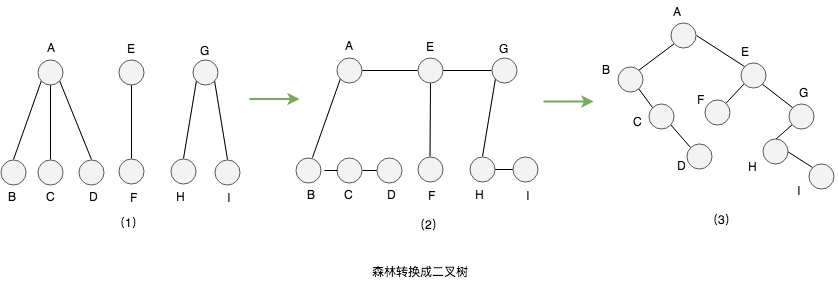 A E G
B C D F H I
(1)
A E G
B C D F H I
(2)
A
B E
F G
C
D H
I
(3)
森林转换成二叉树